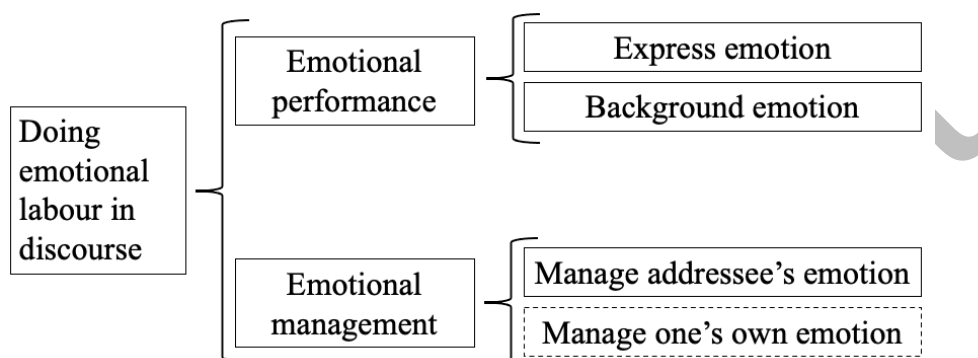 Doing
emotional
labour in
discourse
Emotional
performance
Express emotion
Background emotion
Emotional
management
Manage addressee's emotion
Manage one's own emotion